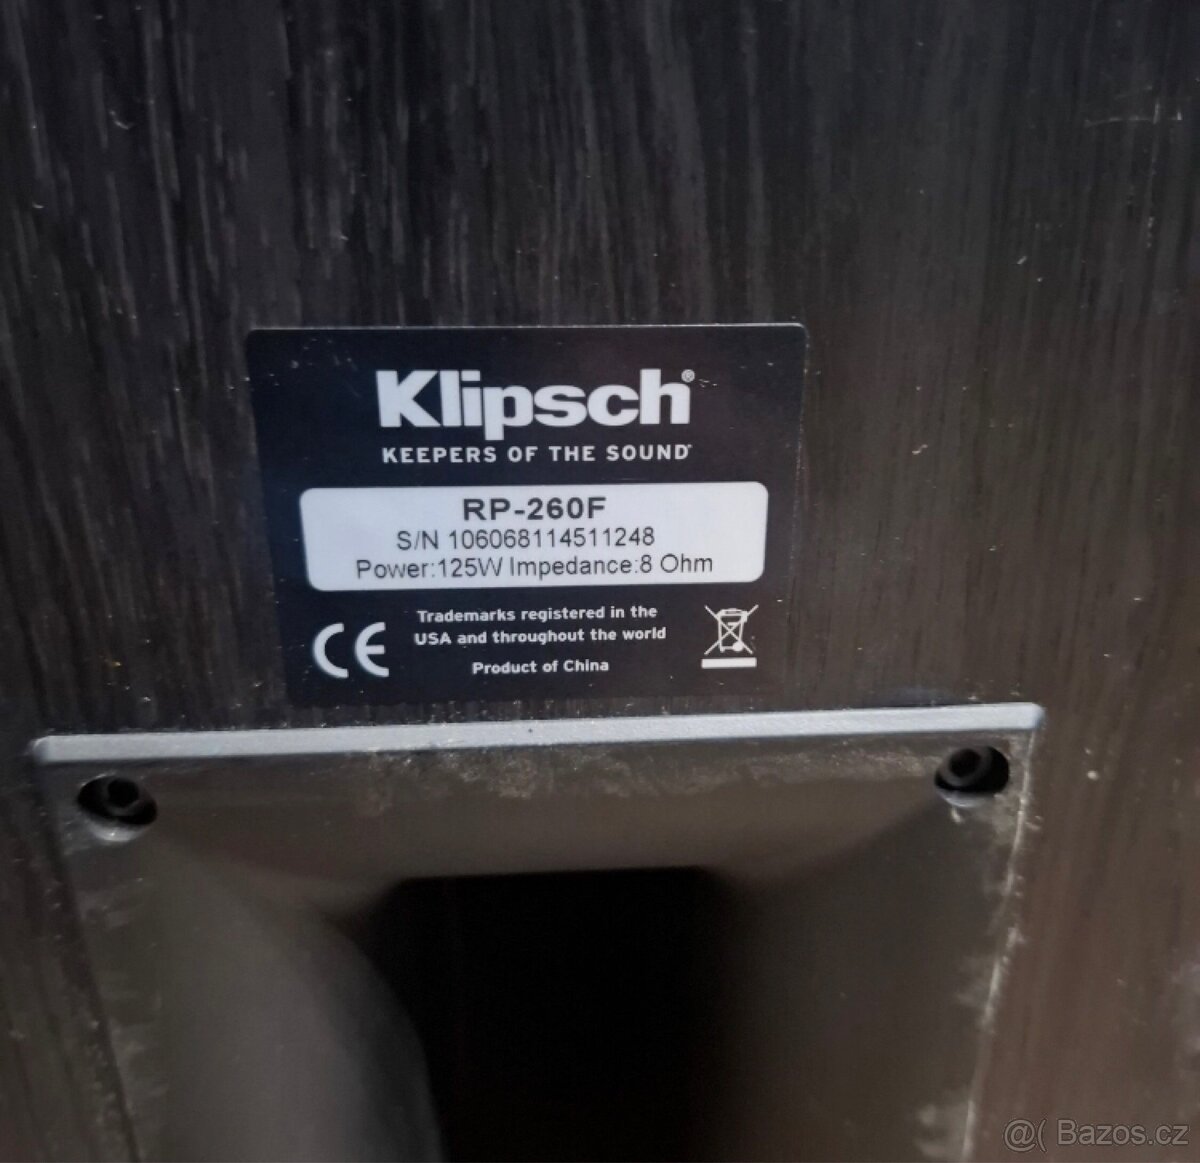 Klipsch®
KEEPERS OF THE SOUND
RP-260F
S/N 106068114511248
Power:125W Impedance:8 Ohm
Trademarks registered in the
USA and throughout the world
Product of China
CE
@( Bazos.cz